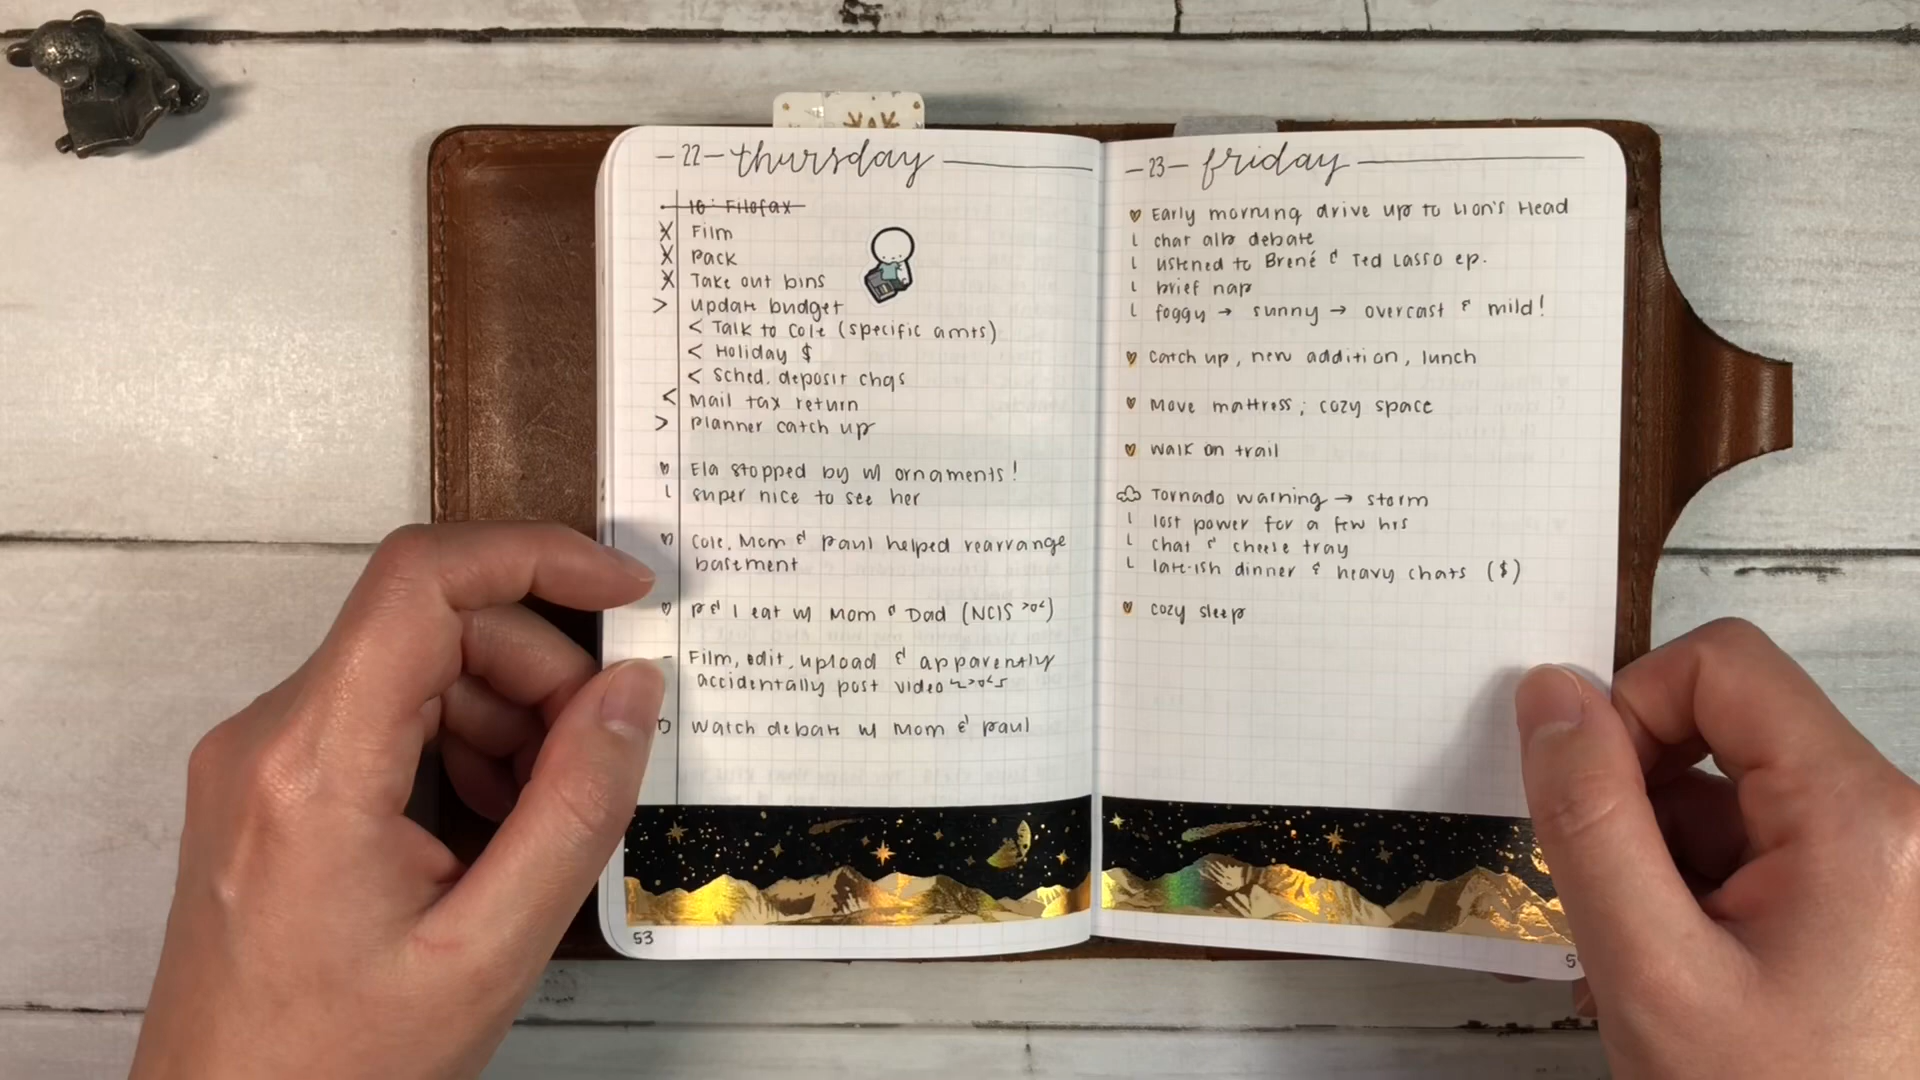 -22- thursday
10: Filofax
X Film
X Pack
X Take out bins
> update budget
< Talk to Cole (specific amts)
< Holiday $
< Sched. deposit chgs
< Mail tax return
> Planner catch up
♡ Ela stopped by w/ ornaments!
L super nice to see her
♡ Cole, Mom & Paul helped rearrange
basement
♡ P & I eat w/ Mom & Dad (NCIS >o<)
- Film, edit, upload & apparently
accidentally post video
♡ Watch debate w/ Mom & Paul
53
-23- friday
♡ Early morning drive up to Lion's Head
L chat abt debate
L listened to Brené & Ted Lasso ep.
L brief nap
L foggy → sunny → overcast & mild!
♡ Catch up, new addition, lunch
♡ Move mattress; cozy space
♡ Walk on trail
Tornado warning → storm
L lost power for a few hrs
L chat & cheese tray
L late-ish dinner & heavy chats ($)
♡ cozy sleep
5